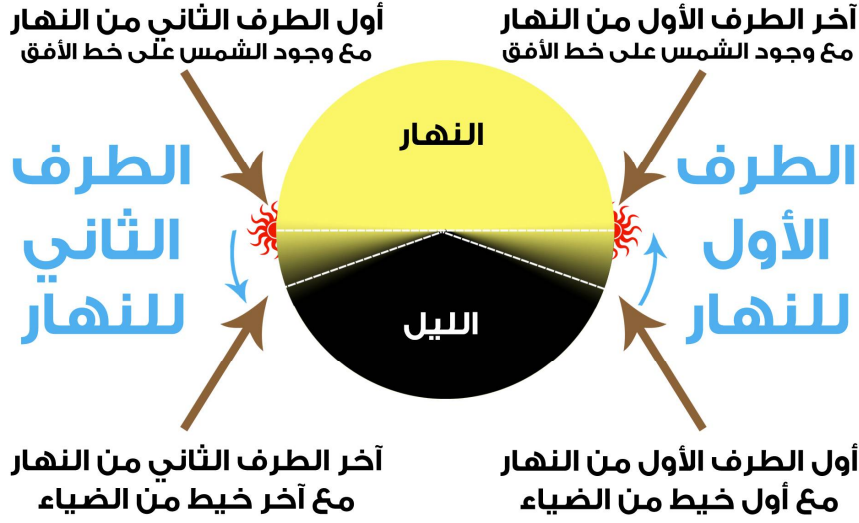 آخر الطرف الأول من النهار
مع وجود الشمس على خط الأفق
أول الطرف الثاني من النهار
مع وجود الشمس على خط الأفق
النهار
الطرف
الأول
للنهار
الطرف
الثاني
للنهار
الليل
أول الطرف الأول من النهار
مع أول خيط من الضياء
آخر الطرف الثاني من النهار
مع آخر خيط من الضياء